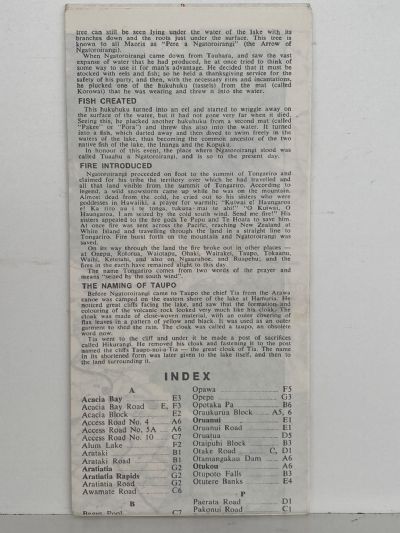 tree can still be seen lying under the water of the lake with its
branches down and the roots just under the surface. This tree is
known to all Maoris as "Pere a Ngatoroirangi" (the Arrow of
Ngatoroirangi).
When Ngatoroirangi came down from Tauhara, and saw the vast
expanse of water that he had produced, he at once tried to think of
some way to use it for man's advantage. He decided that it must be
stocked with eels and fish; so he held a thanksgiving service for the
safety of his party, and then, with the necessary rites and incantations,
he plucked one of the hukuhuku (tassels) from the mat (called
Korowai) that he was wearing and threw it into the water.
FISH CREATED
This hukuhuku turned into an eel and started to wriggle away on
the surface of the water, but it had not gone very far when it died.
Seeing this, he plucked another hukuhuku from a second mat (called
"Pakee" or "Pora") and threw this also into the water. It turned
into a fish, which darted away and then dived to swim freely in the
waters of the lake, thus becoming the common ancestor of the two
native fish of the lake, the Inanga and the Kopuku.
In honour of this event, the place where Ngatoroirangi stood was
called Tuuahu a Ngatoroirangi, and is so to the present day.
FIRE INTRODUCED
Ngatoroirangi proceeded on foot to the summit of Tongariro and
claimed for his tribe the territory over which he had travelled and
all that land visible from the summit of Tongariro. According to
legend, a wild snowstorm came up while he was on the mountain.
Almost dead from the cold, he cried out to his sisters who were
goddesses in Hawaiki, a prayer for warmth; "Kuiwai e! Haungaroa
e! Ka riro au i te tonga, tukuna mai te ahi!" "O Kuiwai, O
Haungaroa, I am seized by the cold south wind. Send me fire!" His
sisters appealed to the fire gods Te Pupu and Te Hoata to save him.
At once fire was sent across the Pacific, reaching New Zealand at
White Island and travelling through the land in a straight line to
Tongariro. Fire burst forth on the mountain and Ngatoroirangi was
saved.
On its way through the land the fire broke out in other places —
at Onepu, Rotorua, Waiotapu, Ohaki, Wairakei, Taupo, Tokaanu,
Waihi, Ketetahi, and also on Ngauruhoe, and Ruapehu, and the
fires in the earth have remained alight to this day.
The name Tongariro comes from two words of the prayer and
means "seized by the south wind".
THE NAMING OF TAUPO
Before Ngatoroirangi came to Taupo the chief Tia from the Arawa
canoe was camped on the eastern shore of the lake at Hamuria. He
noticed great cliffs facing the lake, and saw that the formation and
colouring of the volcanic rock looked very much like his cloak. The
cloak was made of close-woven material, with an outer covering of
flax leaves in a pattern of yellow and black. It was used as an outer
garment to shed the rain. The cloak was called a taupo, an obsolete
word now.
Tia went to the cliff and under it he made a post of sacrifices
called Hikurangi. He removed his cloak and fastening it to the post
named the cliffs Taupo-nui-a-Tia — the great cloak of Tia. The name
in its shortened form was later given to the lake itself, and then to
the land surrounding it.
INDEX
A
Acacia Bay E3
Acacia Bay Road E, F3
Acacia Block E2
Access Road No. 4 A6
Access Road No. 5A A6
Access Road No. 10 C7
Alum Lake F2
Arataki B1
Arataki Road B1
Aratiatia G2
Aratiatia Rapids G2
Aratiatia Road G2
Awamate Road C6
B
C7
Opawa F5
Opepe G3
Opotaka Pa B6
Oraukurua Block A5, 6
Oruanui E1
Oruanui Road E1
Oruatua D5
Otaipuhi Block B3
Otake Road C, D1
Otamangakau Dam A6
Otukou A6
Otupoto Falls B3
Otutere Banks E4
P
Paerata Road D1
Pakonui Road C1